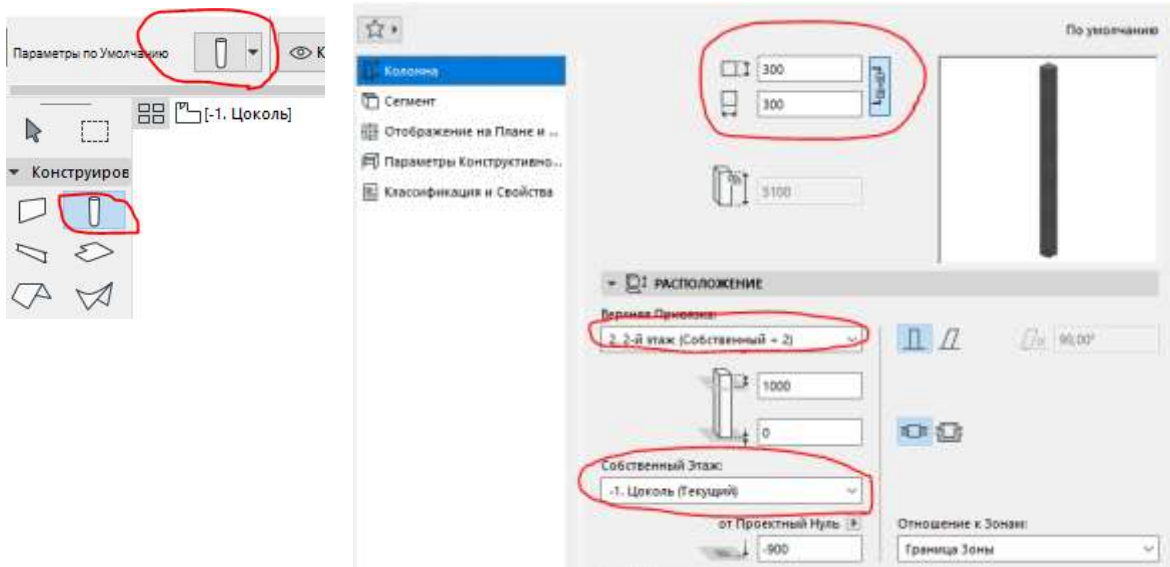 Параметры по Умолчанию
К
[-1. Цоколь]
Конструиров
По умолчанию
Колонна
Сегмент
Отображение на Плане и ...
Параметры Конструктивно...
Классификация и Свойства
300
300
3100
РАСПОЛОЖЕНИЕ
Верхняя Привязка:
2. 2-й этаж (Собственный + 2)
90,00°
1000
0
Собственный Этаж:
-1. Цоколь (Текущий)
от Проектный Нуль
-900
Отношение к Зонам:
Граница Зоны